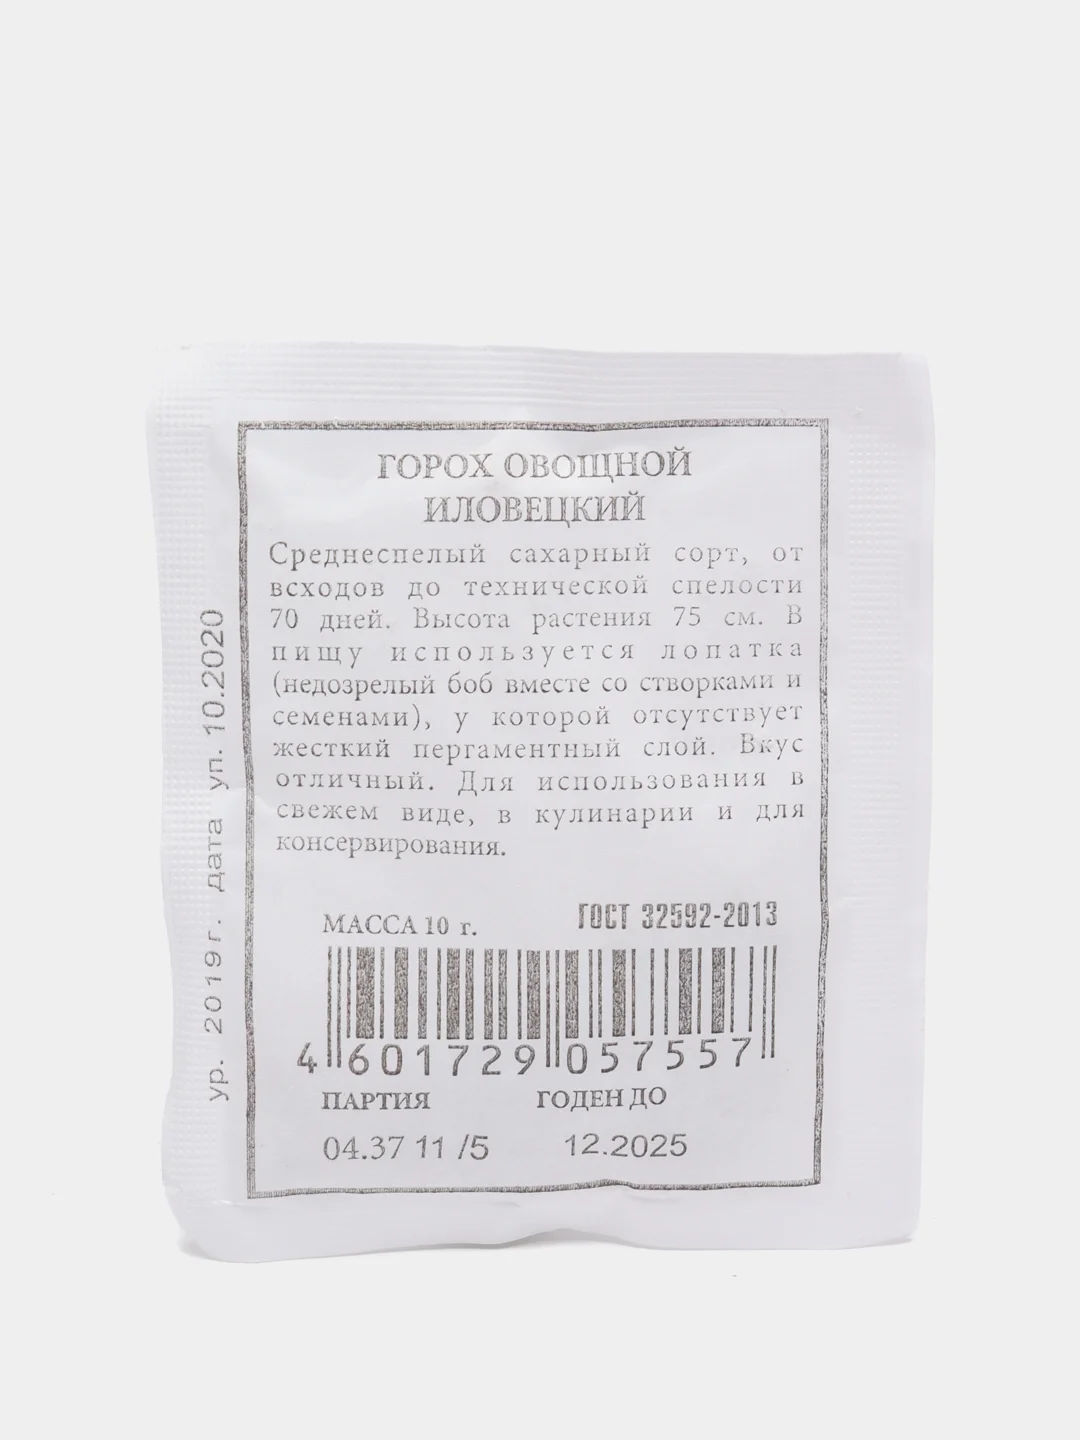 ГОРОХ ОВОЩНОЙ
ИЛОВЕЦКИЙ
Среднеспелый сахарный сорт, от
всходов до технической спелости
70 дней. Высота растения 75 см. В
пищу используется лопатка
(недозрелый боб вместе со створками и
семенами), у которой отсутствует
жесткий пергаментный слой. Вкус
отличный. Для использования в
свежем виде, в кулинарии и для
консервирования.
МАССА 10 г.
ГОСТ 32592-2013
4 601729 057557
ПАРТИЯ ГОДЕН ДО
04.37 11 /5 12.2025
ур. 2019г. дата уп. 10.2020